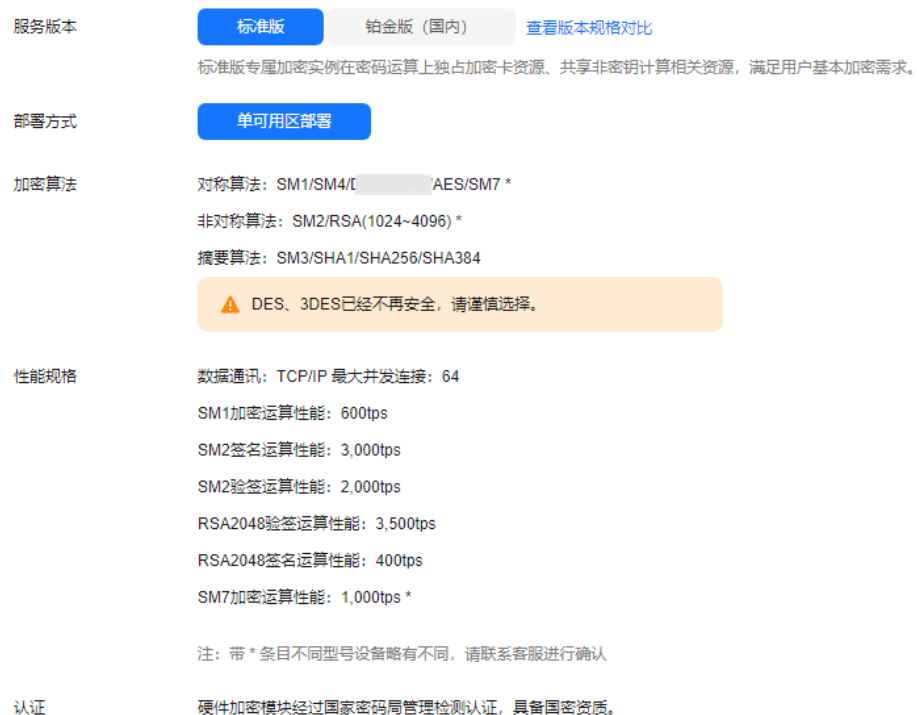 服务版本 标准版 铂金版（国内） 查看版本规格对比
标准版专属加密实例在密码运算上独占加密卡资源、共享非密钥计算相关资源，满足用户基本加密需求。
部署方式 单可用区部署
加密算法 对称算法：SM1/SM4/ /AES/SM7 *
非对称算法：SM2/RSA(1024~4096) *
摘要算法：SM3/SHA1/SHA256/SHA384
DES、3DES已经不再安全，请谨慎选择。
性能规格 数据通讯：TCP/IP 最大并发连接：64
SM1加密运算性能：600tps
SM2签名运算性能：3,000tps
SM2验签运算性能：2,000tps
RSA2048验签运算性能：3,500tps
RSA2048签名运算性能：400tps
SM7加密运算性能：1,000tps *
注：带 * 条目不同型号设备略有不同，请联系客服进行确认
认证 硬件加密模块经过国家密码局管理检测认证，具备国密资质。